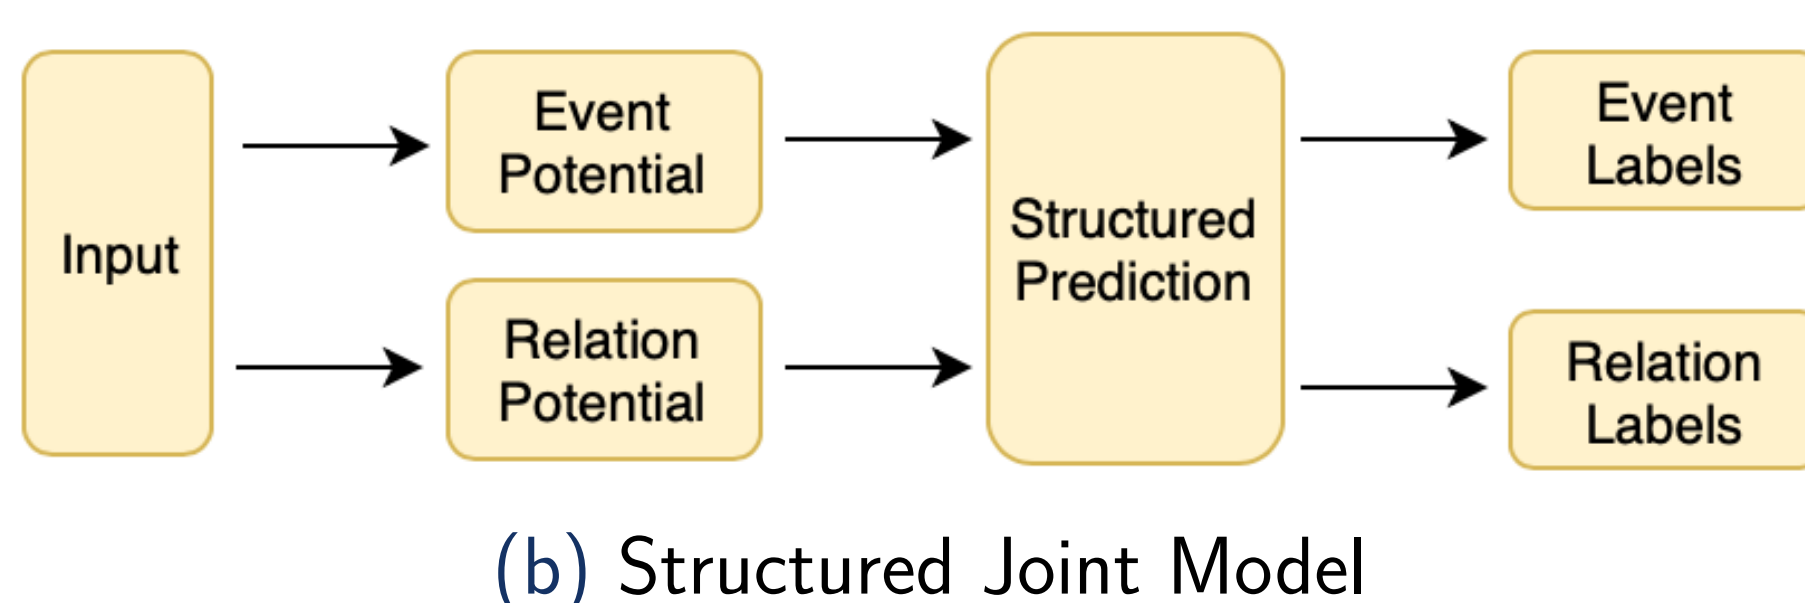 Input
Event
Potential
Relation
Potential
Structured
Prediction
Event
Labels
Relation
Labels
(b) Structured Joint Model